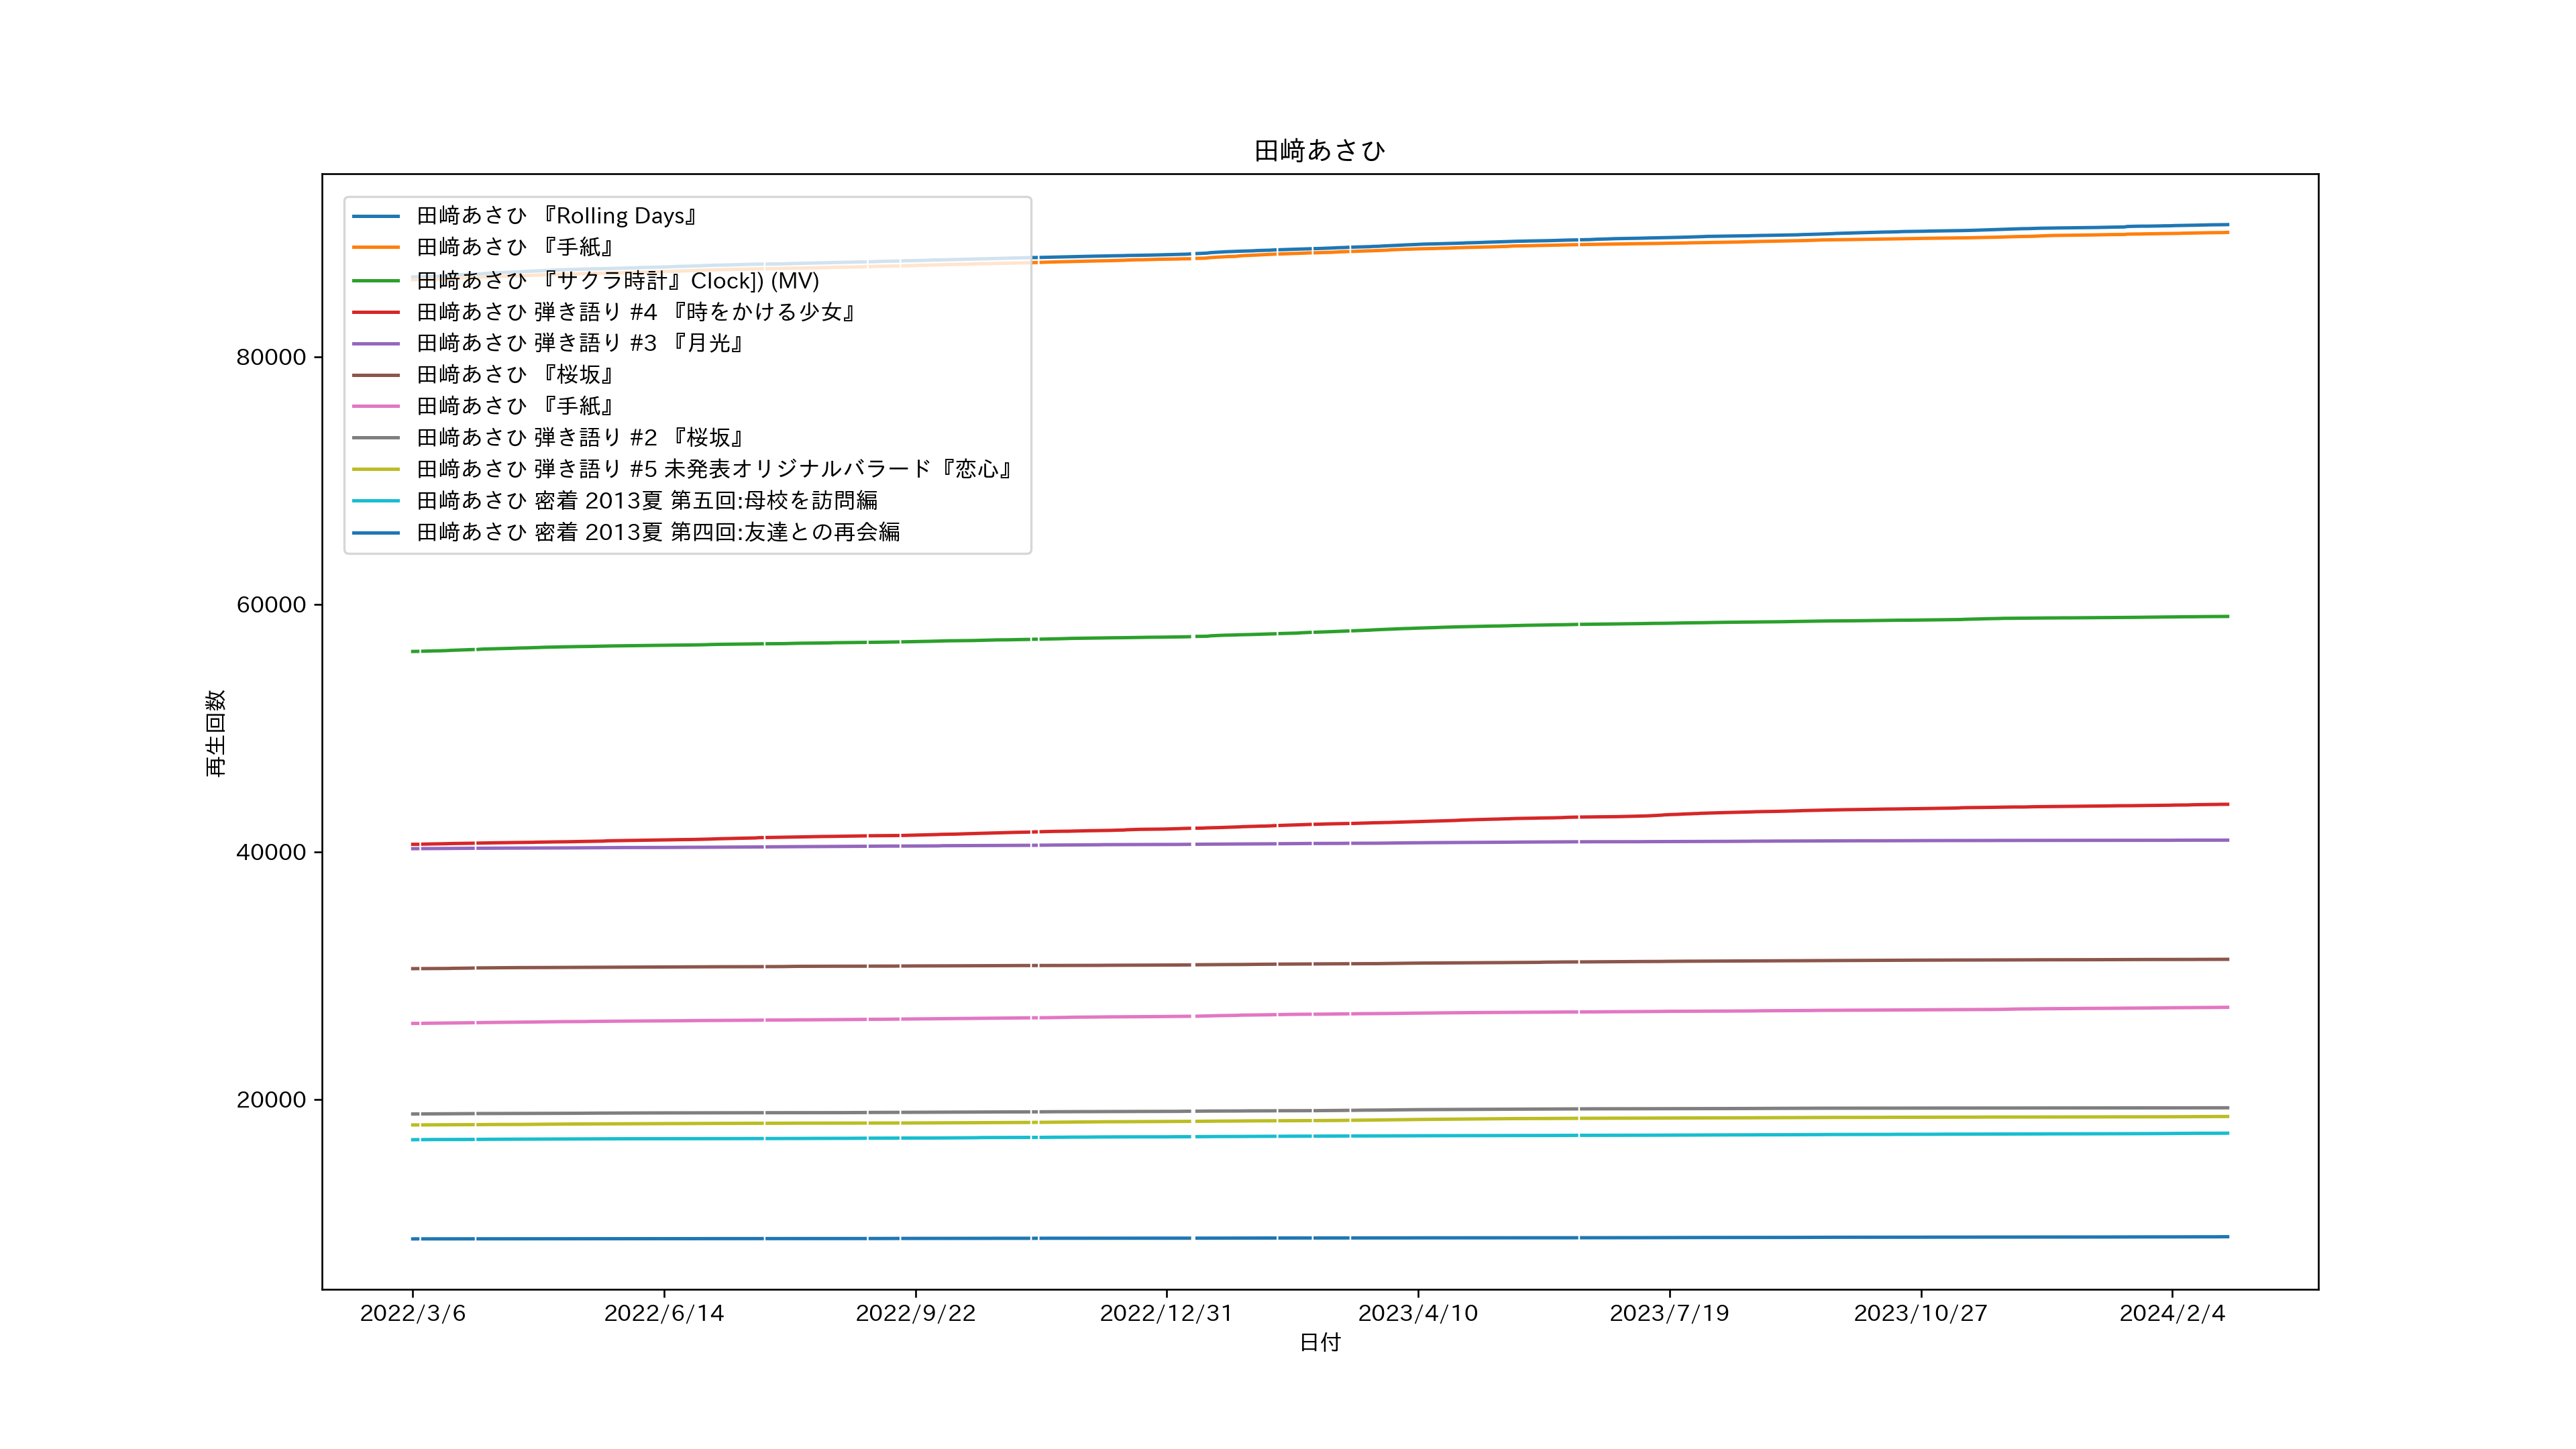 田﨑あさひ
田﨑あさひ 『Rolling Days』
田﨑あさひ 『手紙』
田﨑あさひ 『サクラ時計』Clock]) (MV)
田﨑あさひ 弾き語り #4 『時をかける少女』
田﨑あさひ 弾き語り #3 『月光』
田﨑あさひ 『桜坂』
田﨑あさひ 『手紙』
田﨑あさひ 弾き語り #2 『桜坂』
田﨑あさひ 弾き語り #5 未発表オリジナルバラード『恋心』
田﨑あさひ 密着 2013夏 第五回:母校を訪問編
田﨑あさひ 密着 2013夏 第四回:友達との再会編
80000
60000
40000
20000
再生回数
2022/3/6 2022/6/14 2022/9/22 2022/12/31 2023/4/10 2023/7/19 2023/10/27 2024/2/4
日付